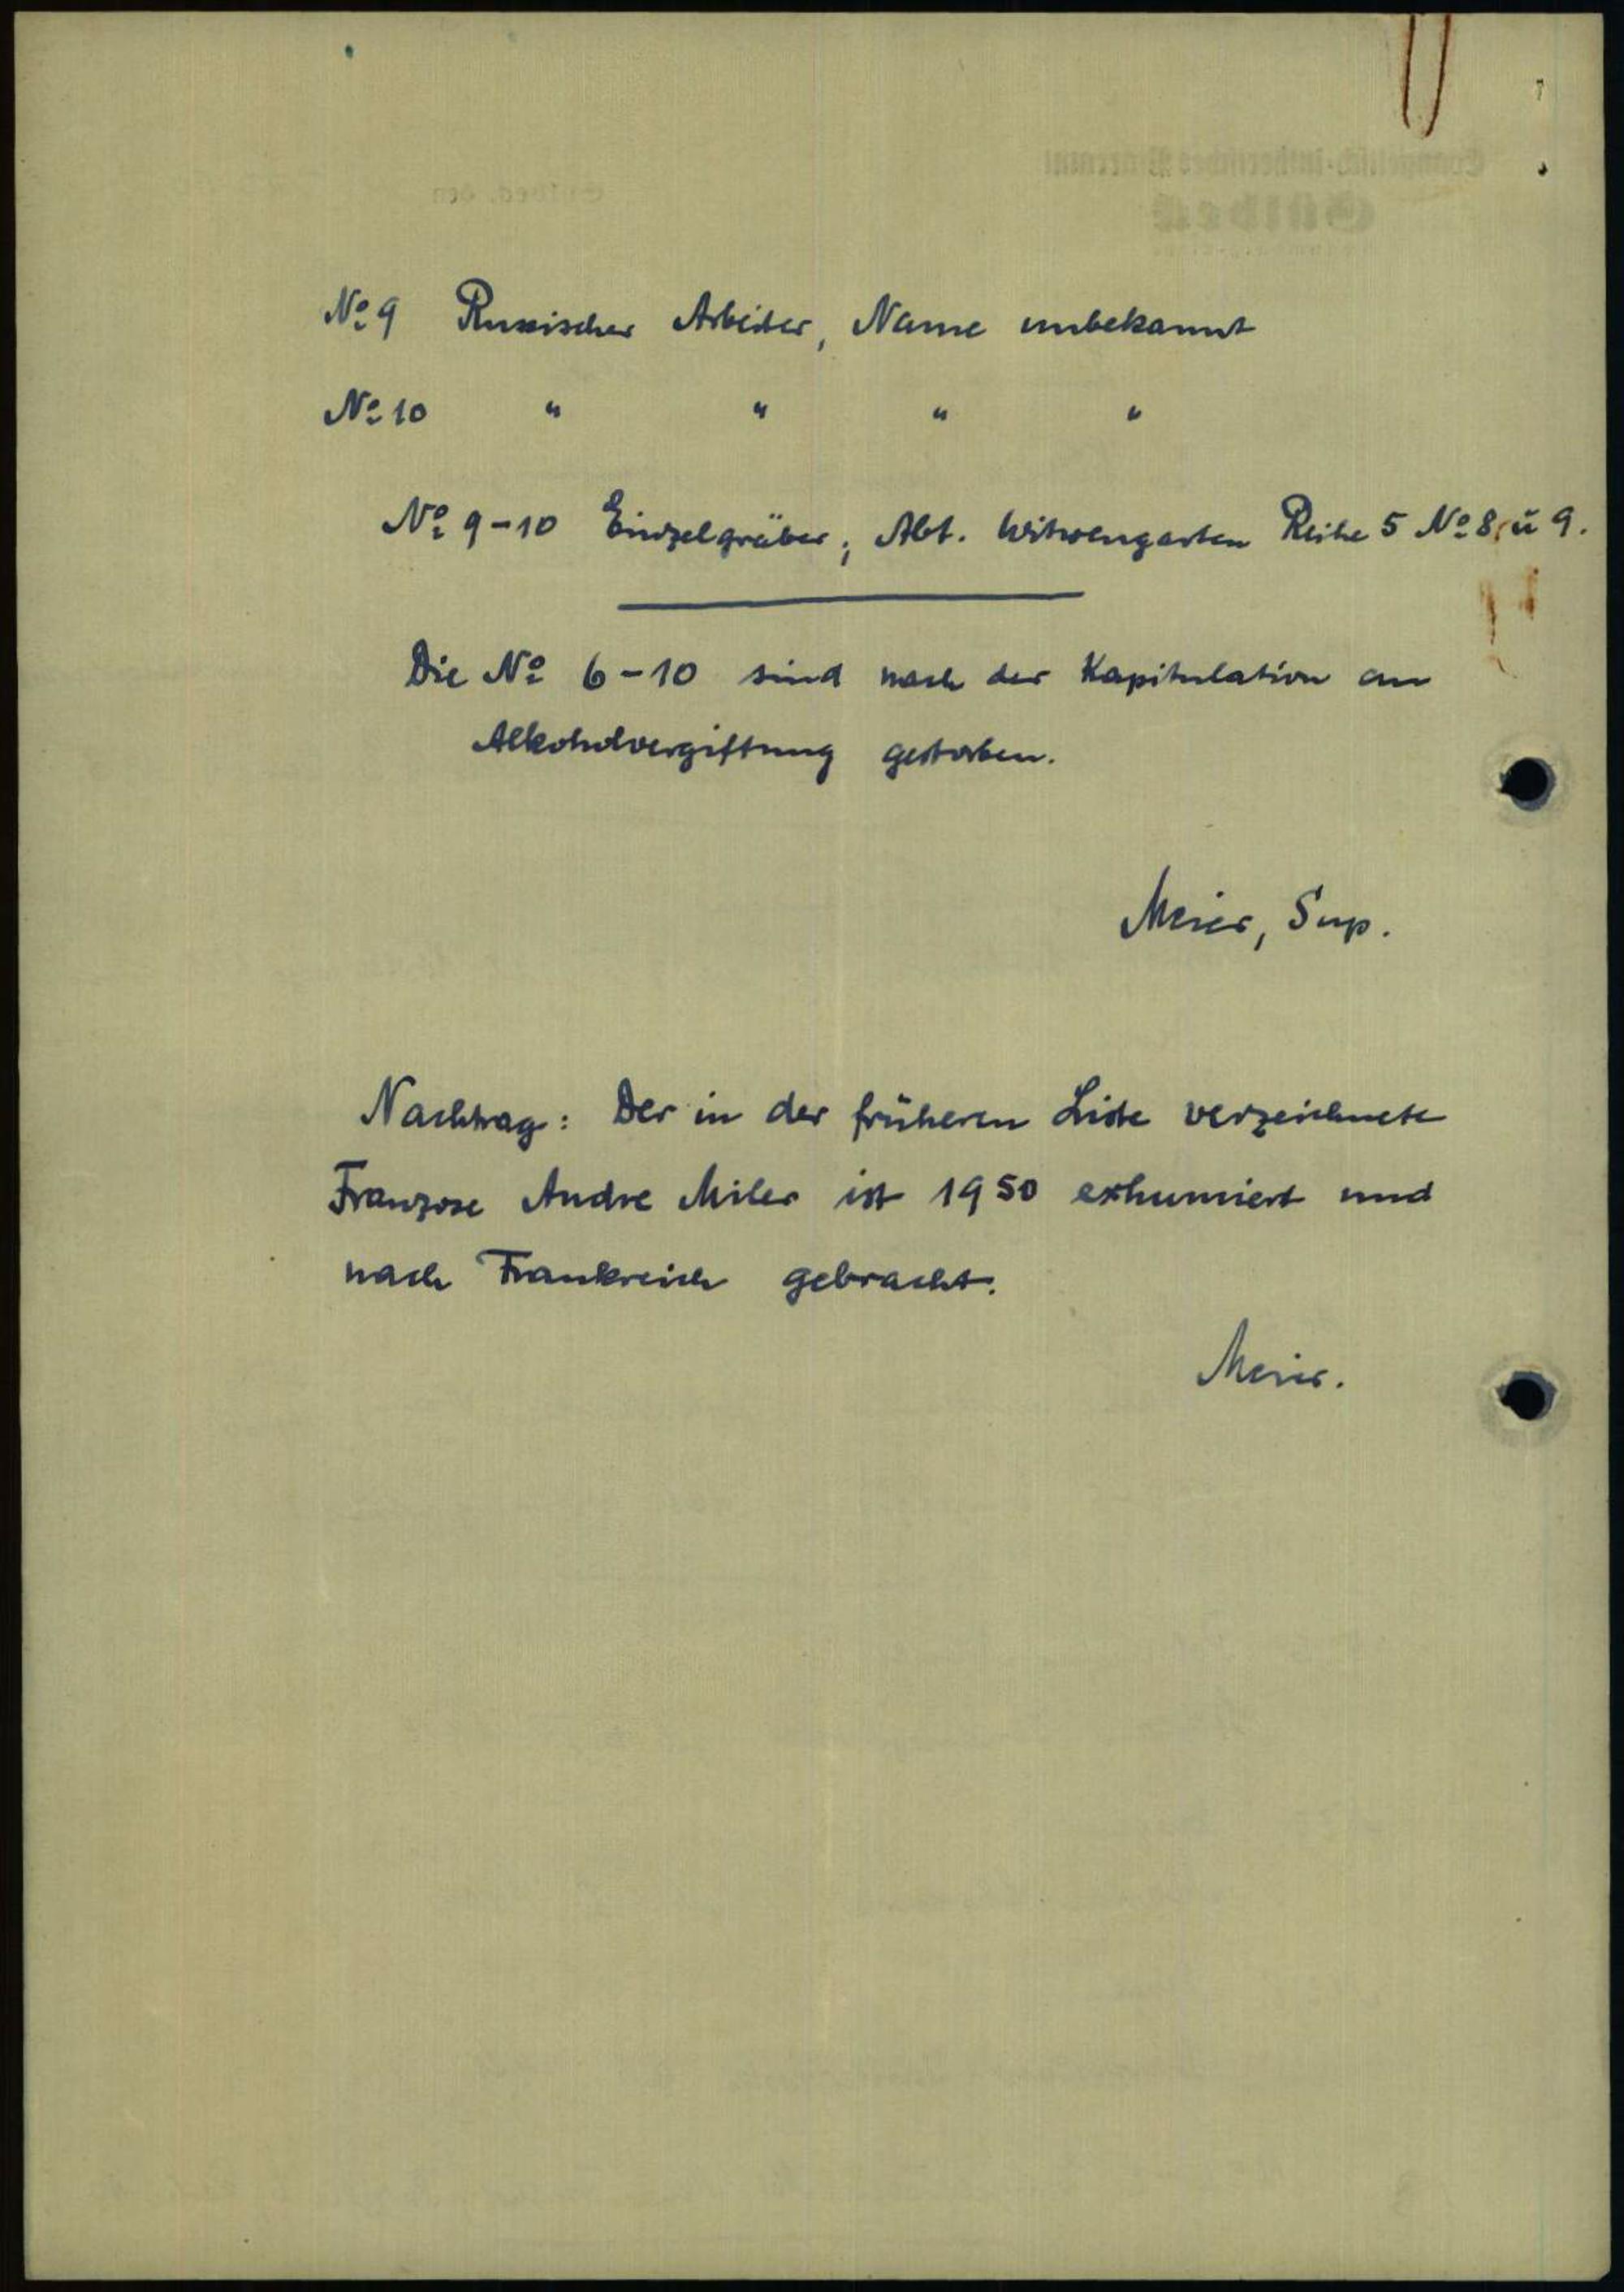 No 9 Russischer Arbeiter, Name unbekannt
No 10 " " " "
No 9-10 Einzelgräber; Abt. Witwengarten Reihe 5 No 8 u 9.
Die No 6-10 sind nach der Kapitulation an
Alkoholvergiftung gestorben.
Meier, Sup.
Nachtrag: Der in der früheren Liste verzeichnete
Franzose Andre Miler ist 1950 exhumiert und
nach Frankreich gebracht.
Meier.